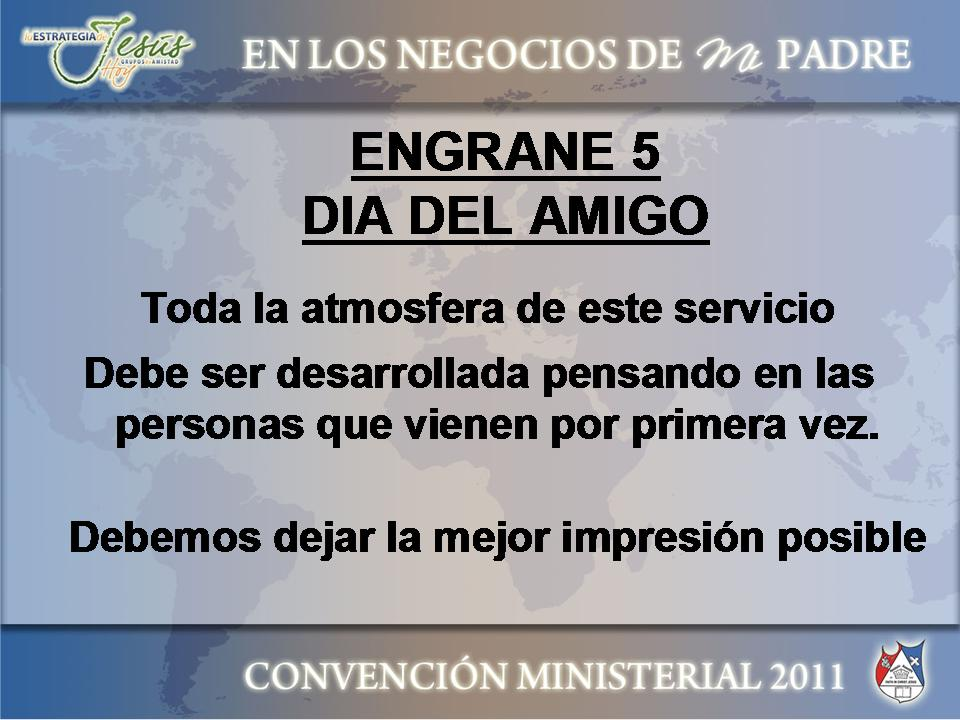 la ESTRATEGIA de
Jesús
GRUPOS de AMISTAD
Hoy
EN LOS NEGOCIOS DE Mi PADRE
ENGRANE 5
DIA DEL AMIGO
Toda la atmosfera de este servicio
Debe ser desarrollada pensando en las
personas que vienen por primera vez.
Debemos dejar la mejor impresión posible
CONVENCIÓN MINISTERIAL 2011